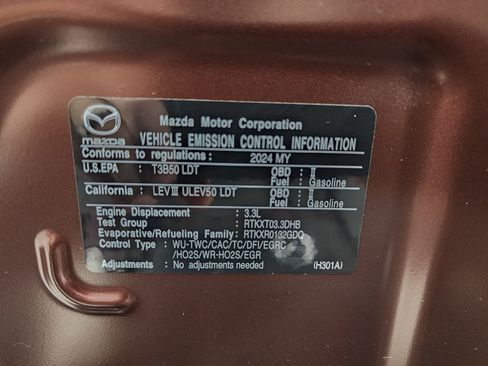 Mazda Motor Corporation
mazda VEHICLE EMISSION CONTROL INFORMATION
Conforms to regulations: 2024 MY
U.S.EPA : T3B50 LDT OBD : II
Fuel : Gasoline
California : LEV III ULEV50 LDT OBD : II
Fuel : Gasoline
Engine Displacement : 3.3L
Test Group : RTKXT03.3DHB
Evaporative/Refueling Family: RTKXR0132GDQ
Control Type : WU-TWC/CAC/TC/DFI/EGRC
/HO2S/WR-HO2S/EGR
Adjustments : No adjustments needed (H301A)